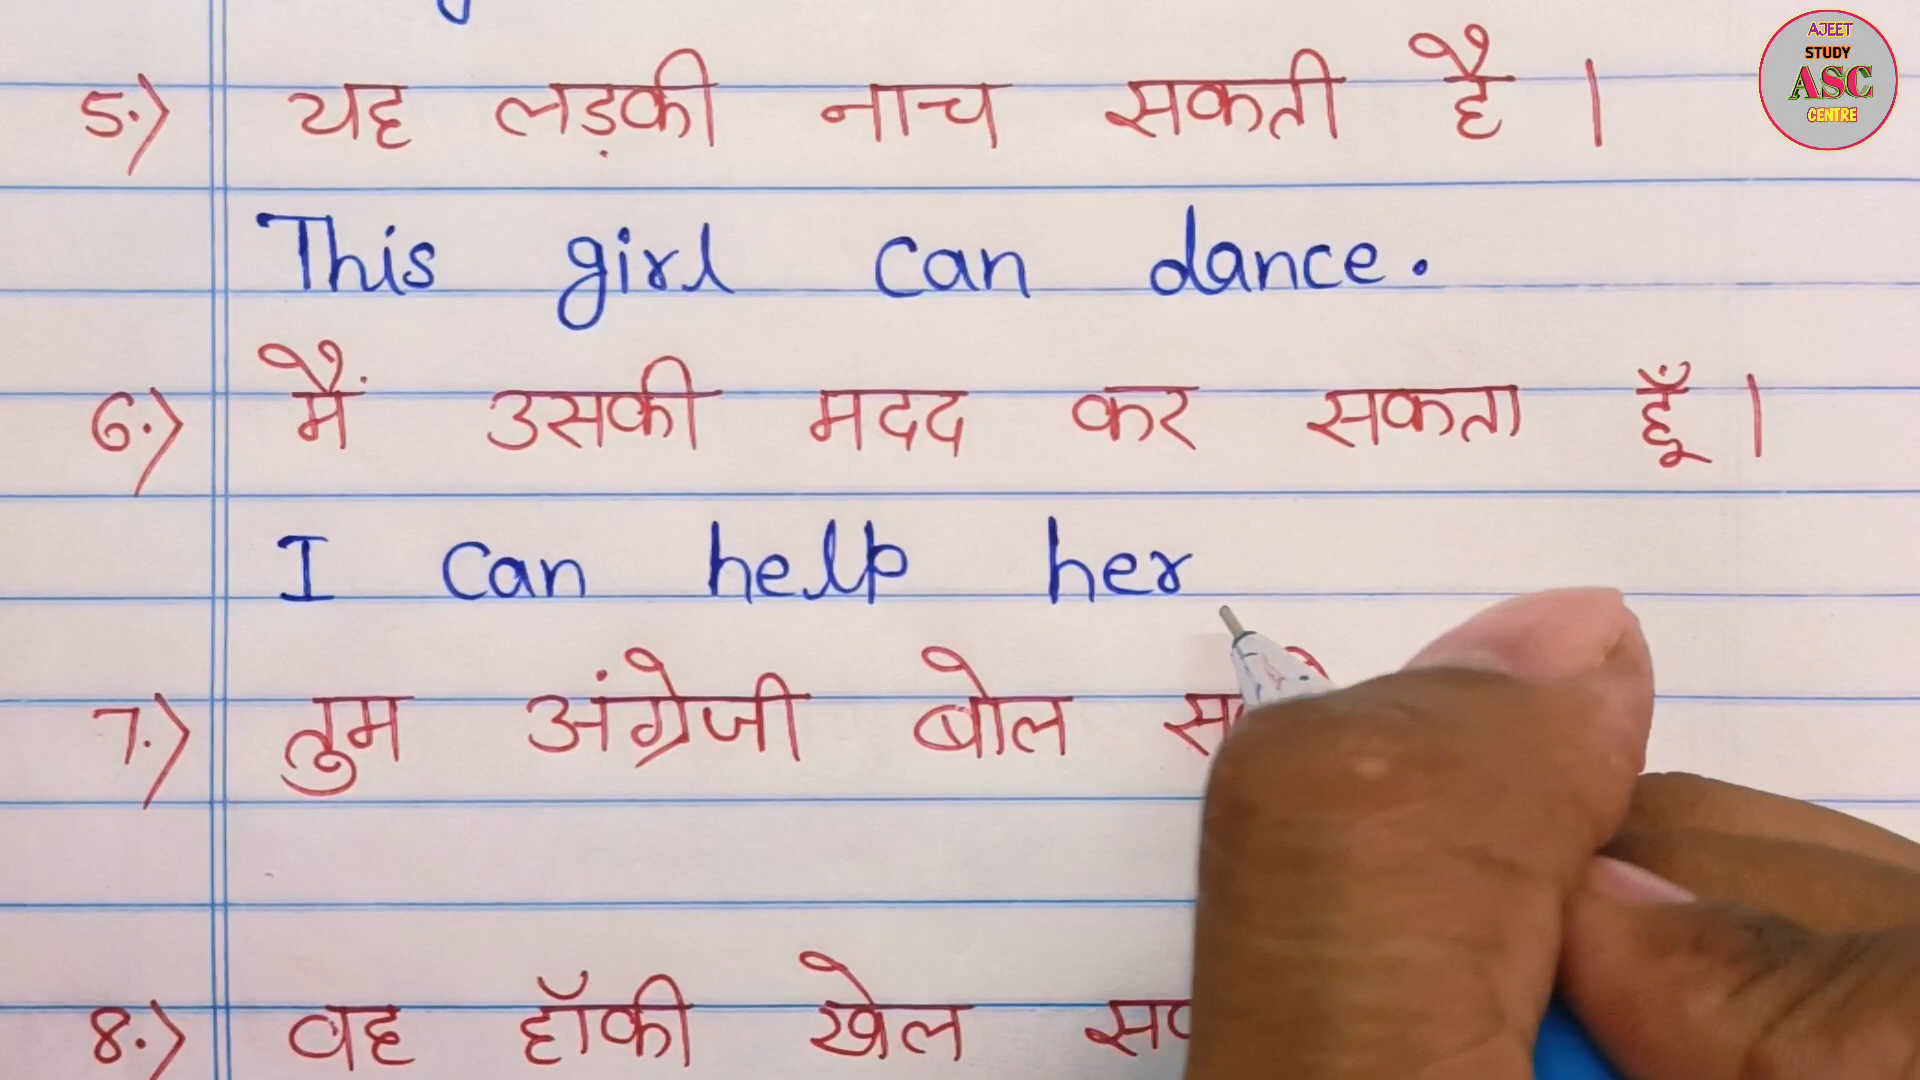 AJEET
STUDY
ASC
CENTRE
5.) यह लड़की नाच सकती है।
This girl can dance.
6.) मैं उसकी मदद कर सकता हूँ।
I can help her
7.) तुम अंग्रेजी बोल
8.) वह हॉकी खेल